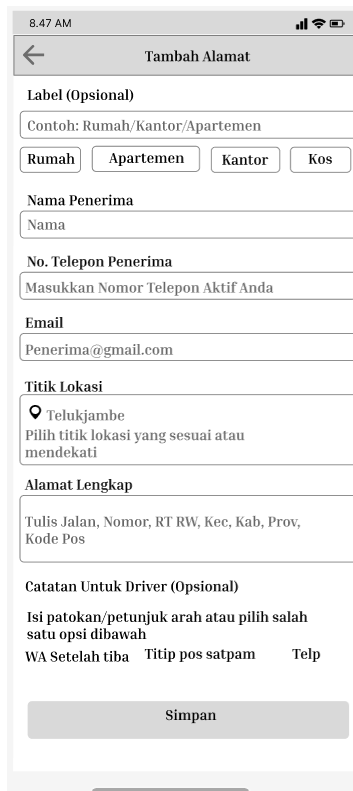 8.47 AM
Tambah Alamat
Label (Opsional)
Contoh: Rumah/Kantor/Apartemen
Rumah Apartemen Kantor Kos
Nama Penerima
Nama
No. Telepon Penerima
Masukkan Nomor Telepon Aktif Anda
Email
Penerima@gmail.com
Titik Lokasi
Telukjambe
Pilih titik lokasi yang sesuai atau
mendekati
Alamat Lengkap
Tulis Jalan, Nomor, RT RW, Kec, Kab, Prov,
Kode Pos
Catatan Untuk Driver (Opsional)
Isi patokan/petunjuk arah atau pilih salah
satu opsi dibawah
WA Setelah tiba Titip pos satpam Telp
Simpan